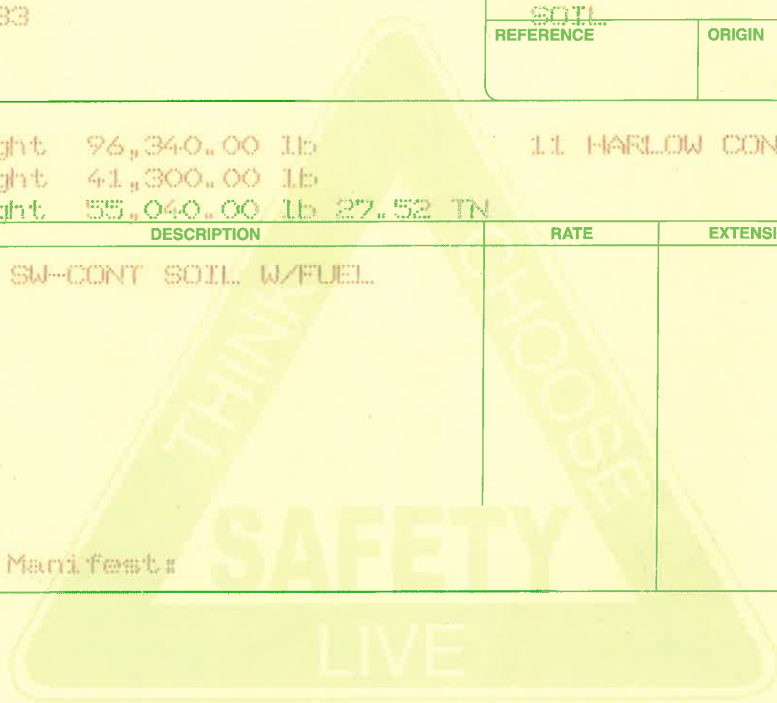 33
SOIL
REFERENCE ORIGIN
ght 96,340.00 lb 11 HARLOW CON
ght 41,300.00 lb
ght 55,040.00 lb 27.52 TN
DESCRIPTION RATE EXTENSI
SW-CONT SOIL W/FUEL
THINK CHOOSE
SAFETY
Manifest:
LIVE